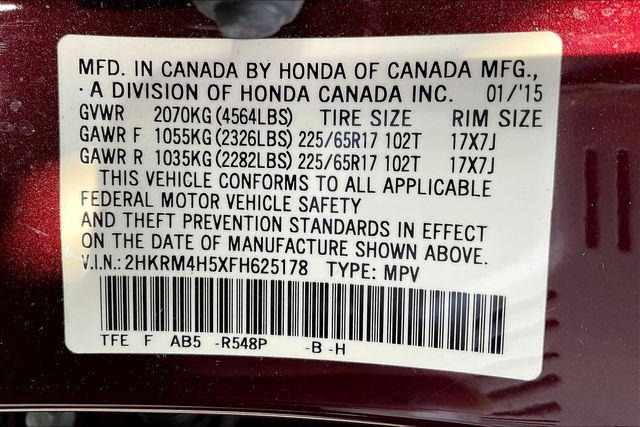 MFD. IN CANADA BY HONDA OF CANADA MFG.,
· A DIVISION OF HONDA CANADA INC. 01/'15
GVWR 2070KG(4564LBS) TIRE SIZE RIM SIZE
GAWR F 1055KG(2326LBS) 225/65R17 102T 17X7J
GAWR R 1035KG(2282LBS) 225/65R17 102T 17X7J
THIS VEHICLE CONFORMS TO ALL APPLICABLE
FEDERAL MOTOR VEHICLE SAFETY
AND THEFT PREVENTION STANDARDS IN EFFECT
ON THE DATE OF MANUFACTURE SHOWN ABOVE.
V.I.N.:2HKRM4H5XFH625178 TYPE: MPV
TFE F AB5 -R548P -B -H